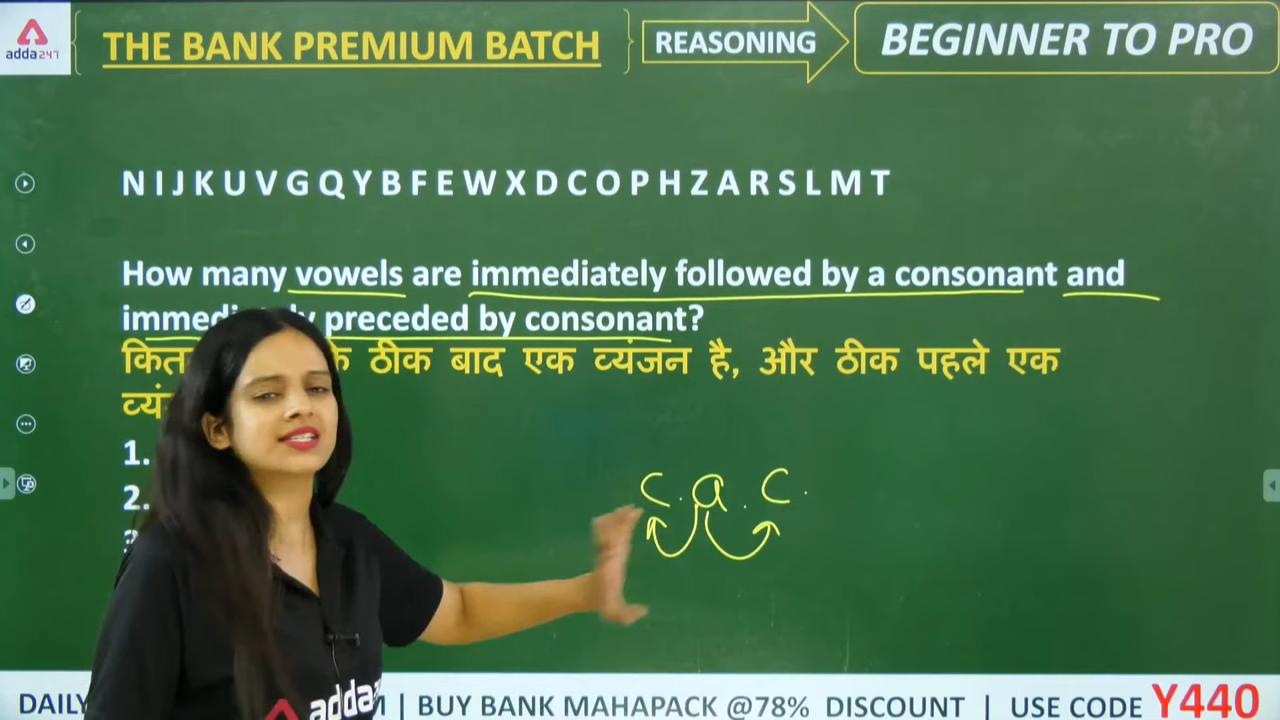 adda247
THE BANK PREMIUM BATCH
REASONING
BEGINNER TO PRO
N I J K U V G Q Y B F E W X D C O P H Z A R S L M T
How many vowels are immediately followed by a consonant and
preceded by consonant?
ठीक बाद एक व्यंजन है, और ठीक पहले एक
1.
2.
c a c
DAILY | BUY BANK MAHAPACK @78% DISCOUNT | USE CODE Y440